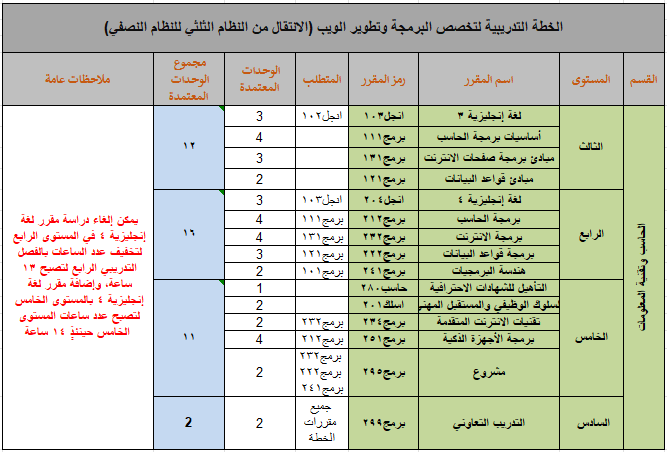 الخطة التدريبية لتخصص البرمجة وتطوير الويب (الانتقال من النظام الثلثي للنظام النصفي)
القسم المستوى اسم المقرر رمز المقرر المتطلب الوحدات المعتمدة مجموع الوحدات المعتمدة ملاحظات عامة
الحاسب وتقنية المعلومات
الثالث
لغة إنجليزية ٣ انجل١٠٣ انجل١٠٢ 3
أساسيات برمجة الحاسب برمج١١١ 4
مبادئ برمجة صفحات الانترنت برمج١٣١ 3
مبادئ قواعد البيانات برمج١٢١ 2
١٢
الرابع
لغة إنجليزية ٤ انجل٢٠٤ انجل١٠٣ 3
برمجة الحاسب برمج٢١٢ برمج١١١ 4
برمجة الانترنت برمج٢٣٢ برمج١٣١ 4
برمجة قواعد البيانات برمج٢٢٢ برمج١٢١ 3
هندسة البرمجيات برمج٢٤١ برمج١٠١ 2
١٦
الخامس
التأهيل للشهادات الاحترافية حاسب٢٨٠ 1
السلوك الوظيفي والمستقبل المهني اسلك٢٠١ 2
تقنيات الانترنت المتقدمة برمج٢٣٤ برمج٢٣٢ 2
برمجة الأجهزة الذكية برمج٢٥١ برمج٢١٢ 4
مشروع برمج٢٩٥ برمج٢٣٢ 2
برمج٢٢٢
برمج٢٤١
١١
السادس
التدريب التعاوني برمج٢٩٩ جميع مقررات الخطة 2
2
يمكن إلغاء دراسة مقرر لغة
إنجليزية ٤ في المستوى الرابع
لتخفيف عدد الساعات بالفصل
التدريبي الرابع لتصبح ١٣
ساعة، وإضافة مقرر لغة
إنجليزية ٤ بالمستوى الخامس
لتصبح عدد ساعات المستوى
الخامس حينئذٍ ١٤ ساعة